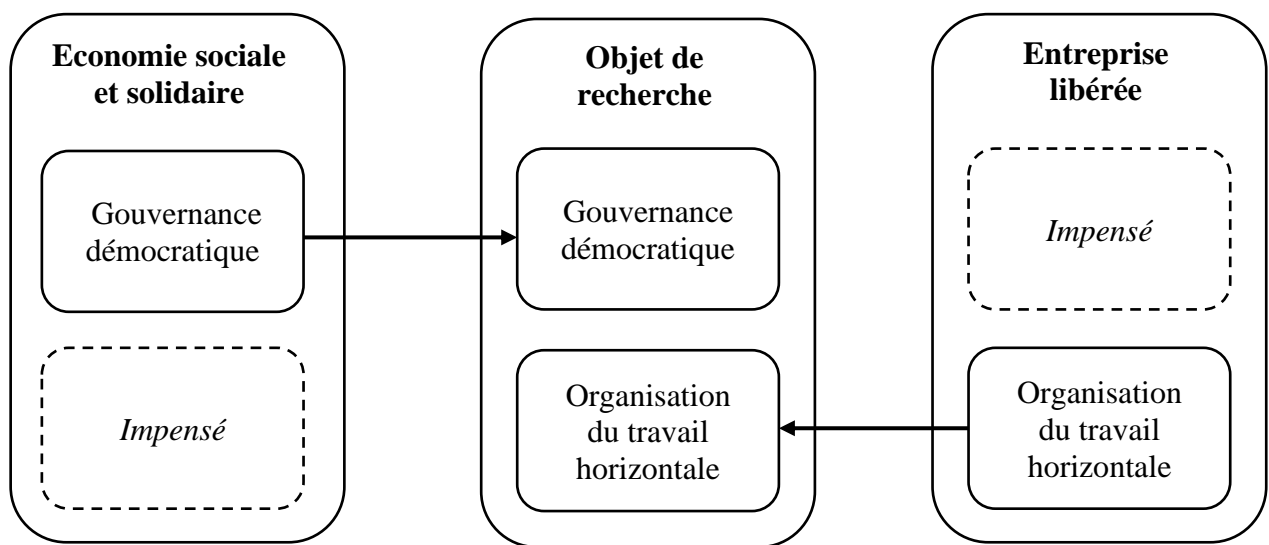 Economie sociale
et solidaire
Gouvernance
démocratique
Impensé
Objet de
recherche
Gouvernance
démocratique
Organisation
du travail
horizontale
Entreprise
libérée
Impensé
Organisation
du travail
horizontale